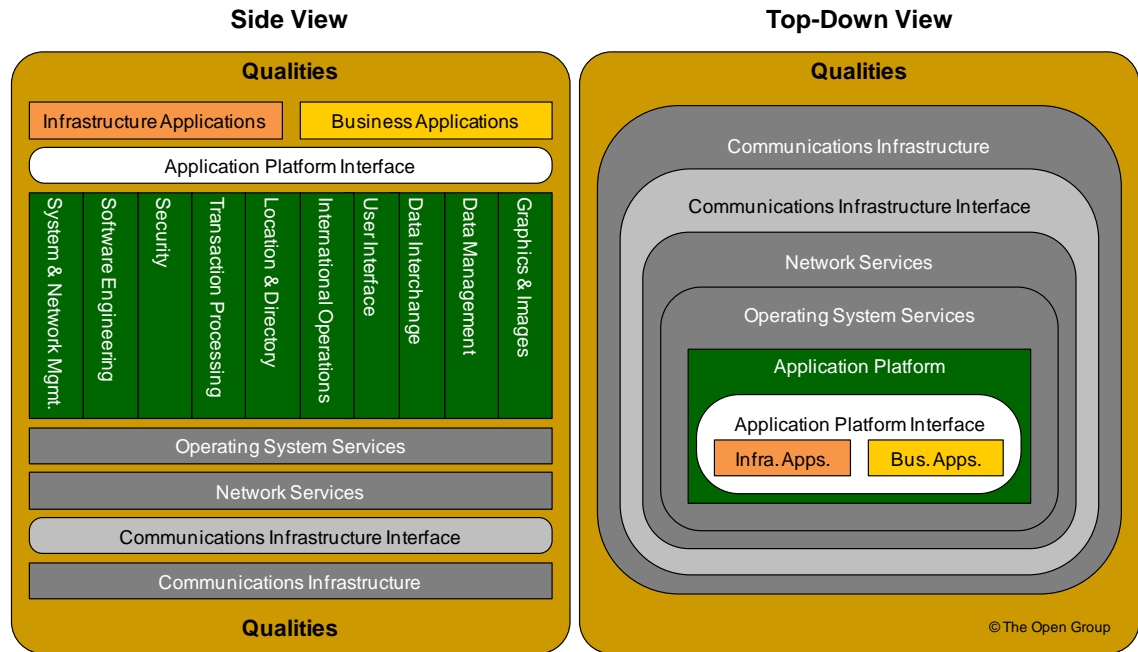 Side View
Qualities
Infrastructure Applications
Business Applications
Application Platform Interface
System & Network Mgmt.
Software Engineering
Security
Transaction Processing
Location & Directory
International Operations
User Interface
Data Interchange
Data Management
Graphics & Images
Operating System Services
Network Services
Communications Infrastructure Interface
Communications Infrastructure
Qualities
Top-Down View
Qualities
Communications Infrastructure
Communications Infrastructure Interface
Network Services
Operating System Services
Application Platform
Application Platform Interface
Infra. Apps.
Bus. Apps.
© The Open Group